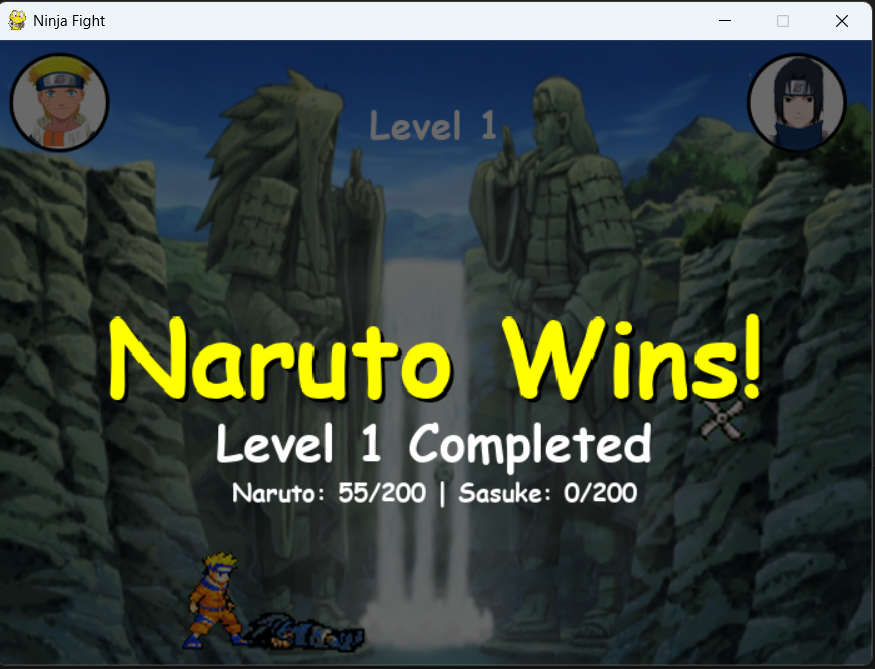 Ninja Fight
Level 1
Naruto Wins!
Level 1 Completed
Naruto: 55/200 | Sasuke: 0/200